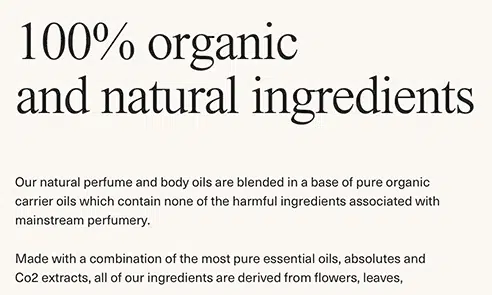 100% organic
and natural ingredients
Our natural perfume and body oils are blended in a base of pure organic
carrier oils which contain none of the harmful ingredients associated with
mainstream perfumery.
Made with a combination of the most pure essential oils, absolutes and
Co2 extracts, all of our ingredients are derived from flowers, leaves,